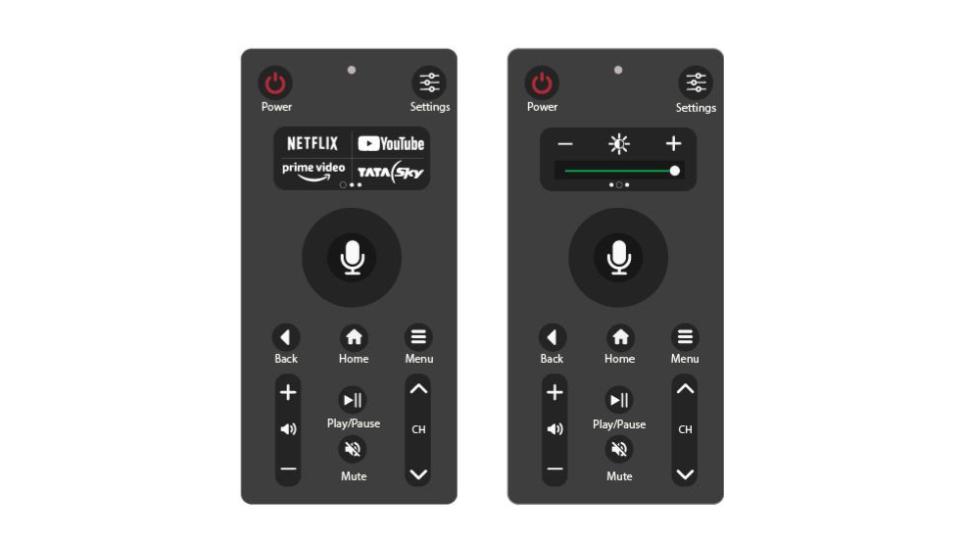 Power
Settings
NETFLIX
YouTube
prime video
TATA Sky
Back
Home
Menu
CH
Play/Pause
Mute
Power
Settings
Back
Home
Menu
CH
Play/Pause
Mute